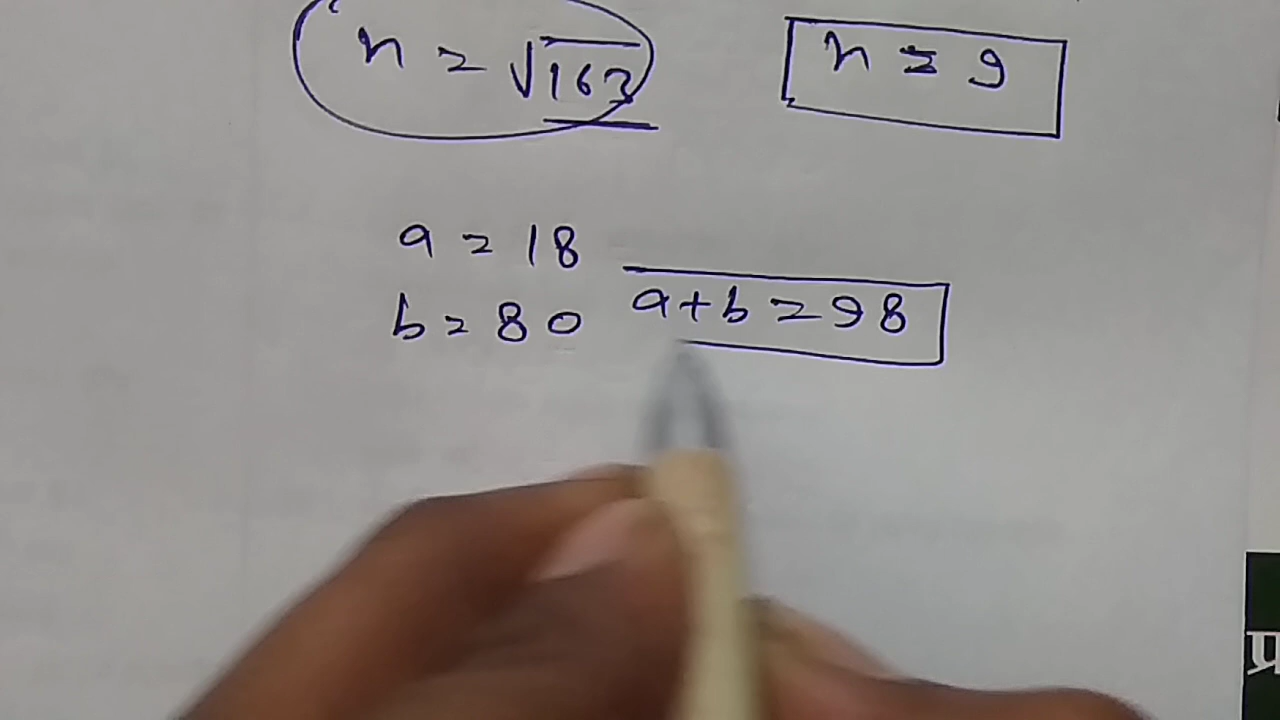 n = √163 n = 9
a = 18
b = 80 a+b = 98